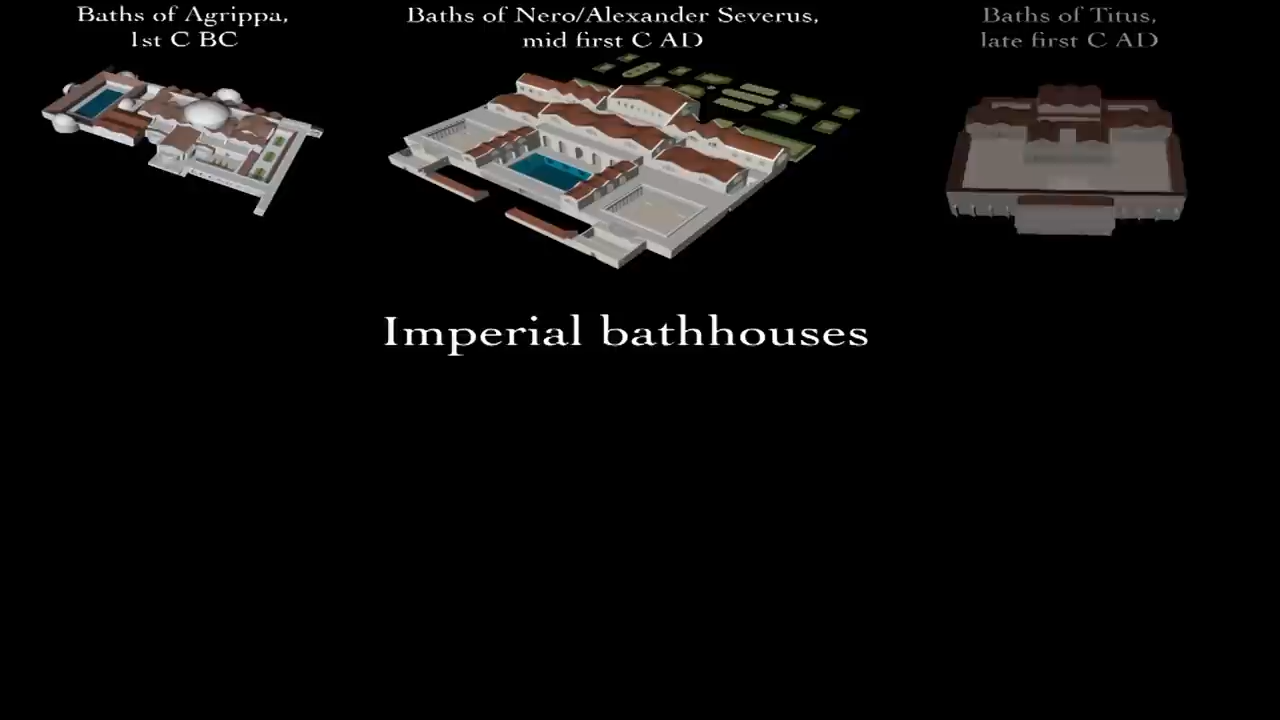 Baths of Agrippa,
1st C BC
Baths of Nero/Alexander Severus,
mid first C AD
Baths of Titus,
late first C AD
Imperial bathhouses